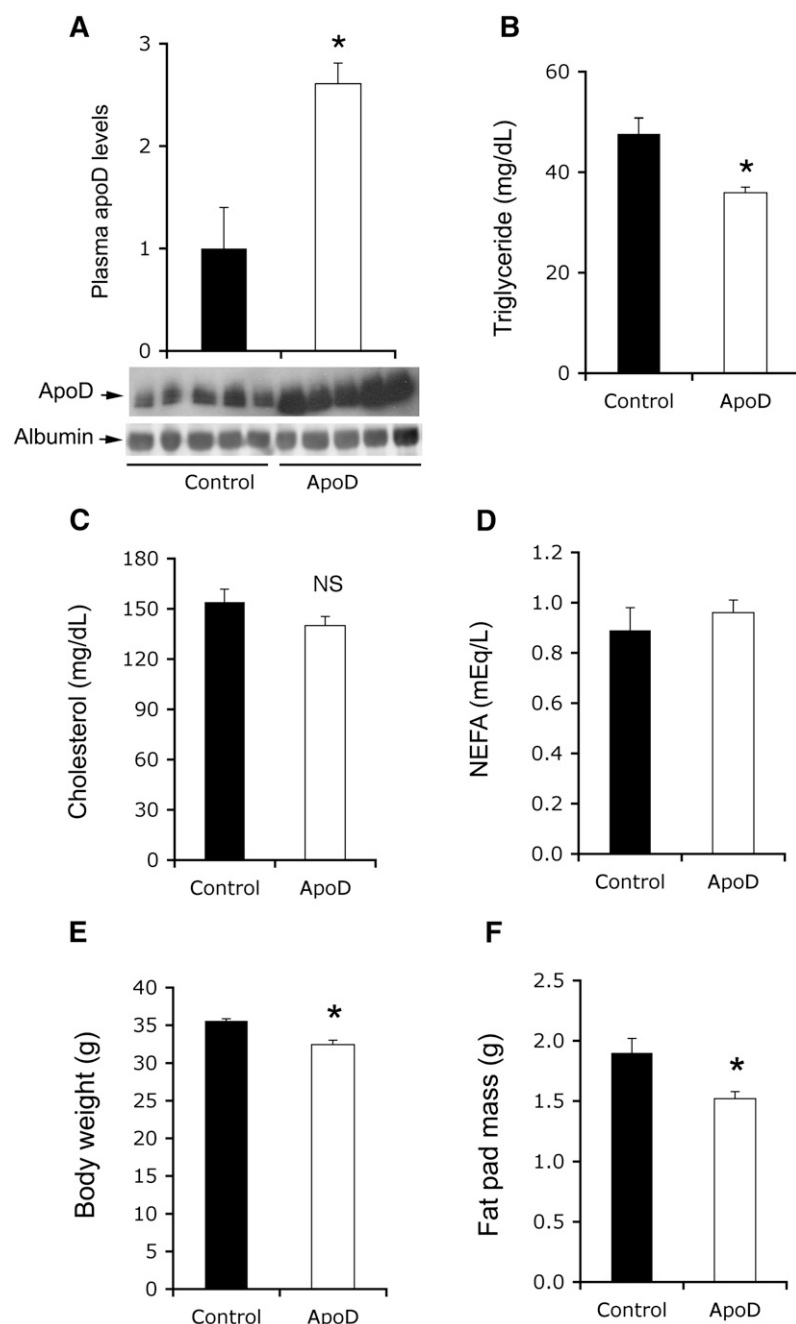 A
Plasma apoD levels
3
2
1
0
*
ApoD
Albumin
Control ApoD
B
Triglyceride (mg/dL)
60
40
20
0
*
Control ApoD
C
Cholesterol (mg/dL)
180
150
120
90
60
30
0
NS
Control ApoD
D
NEFA (mEq/L)
1.2
1.0
0.8
0.6
0.4
0.2
0.0
Control ApoD
E
Body weight (g)
40
35
30
25
20
15
10
5
0
*
Control ApoD
F
Fat pad mass (g)
2.5
2.0
1.5
1.0
0.5
0.0
*
Control ApoD